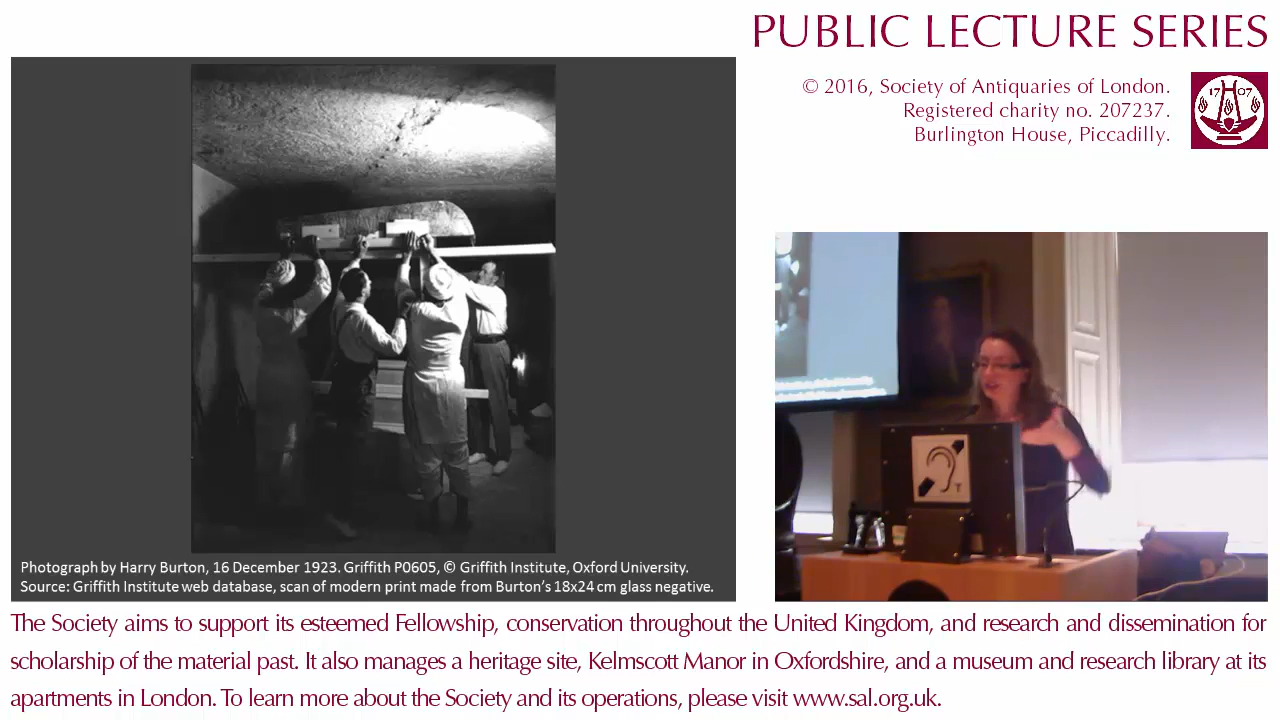 PUBLIC LECTURE SERIES
© 2016, Society of Antiquaries of London.
Registered charity no. 207237.
Burlington House, Piccadilly.
17 07
Photograph by Harry Burton, 16 December 1923. Griffith P0605, © Griffith Institute, Oxford University.
Source: Griffith Institute web database, scan of modern print made from Burton's 18x24 cm glass negative.
T
The Society aims to support its esteemed Fellowship, conservation throughout the United Kingdom, and research and dissemination for
scholarship of the material past. It also manages a heritage site, Kelmscott Manor in Oxfordshire, and a museum and research library at its
apartments in London. To learn more about the Society and its operations, please visit www.sal.org.uk.